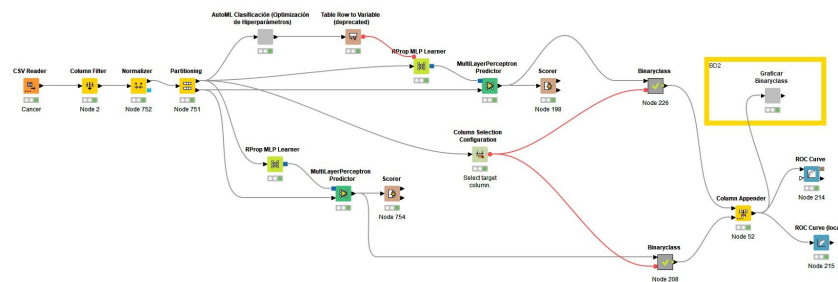 AutoML Clasificación (Optimización
de Hiperparámetros)
Table Row to Variable
(deprecated)
RProp MLP Learner
MultiLayerPerceptron
Predictor
Scorer
Node 198
Binaryclass
Node 226
BD2
Graficar
Binaryclass
CSV Reader
Cancer
Column Filter
Node 2
Normalizer
Node 752
Partitioning
Node 751
Column Selection
Configuration
Select target
column.
RProp MLP Learner
MultiLayerPerceptron
Predictor
Scorer
Node 754
ROC Curve
Node 214
Column Appender
Node 52
ROC Curve (loca
Node 215
Binaryclass
Node 208